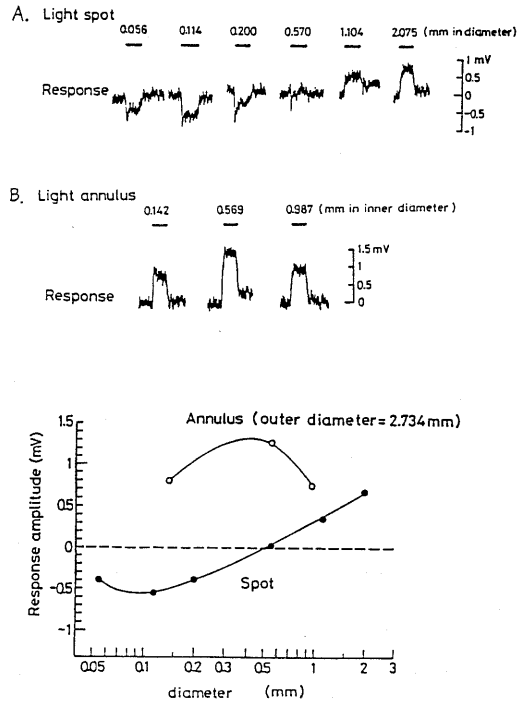 A. Light spot
0.056 0.114 0.200 0.570 1.104 2.075 (mm in diameter)
Response
1 mV
0.5
0
-0.5
-1
B. Light annulus
0.142 0.569 0.987 (mm in inner diameter)
Response
1.5 mV
1
0.5
0
Annulus (outer diameter = 2.734 mm)
Response amplitude (mV)
1.5
1
0.5
0
-0.5
-1
Spot
0.05 0.1 0.2 0.3 0.5 1 2 3
diameter (mm)